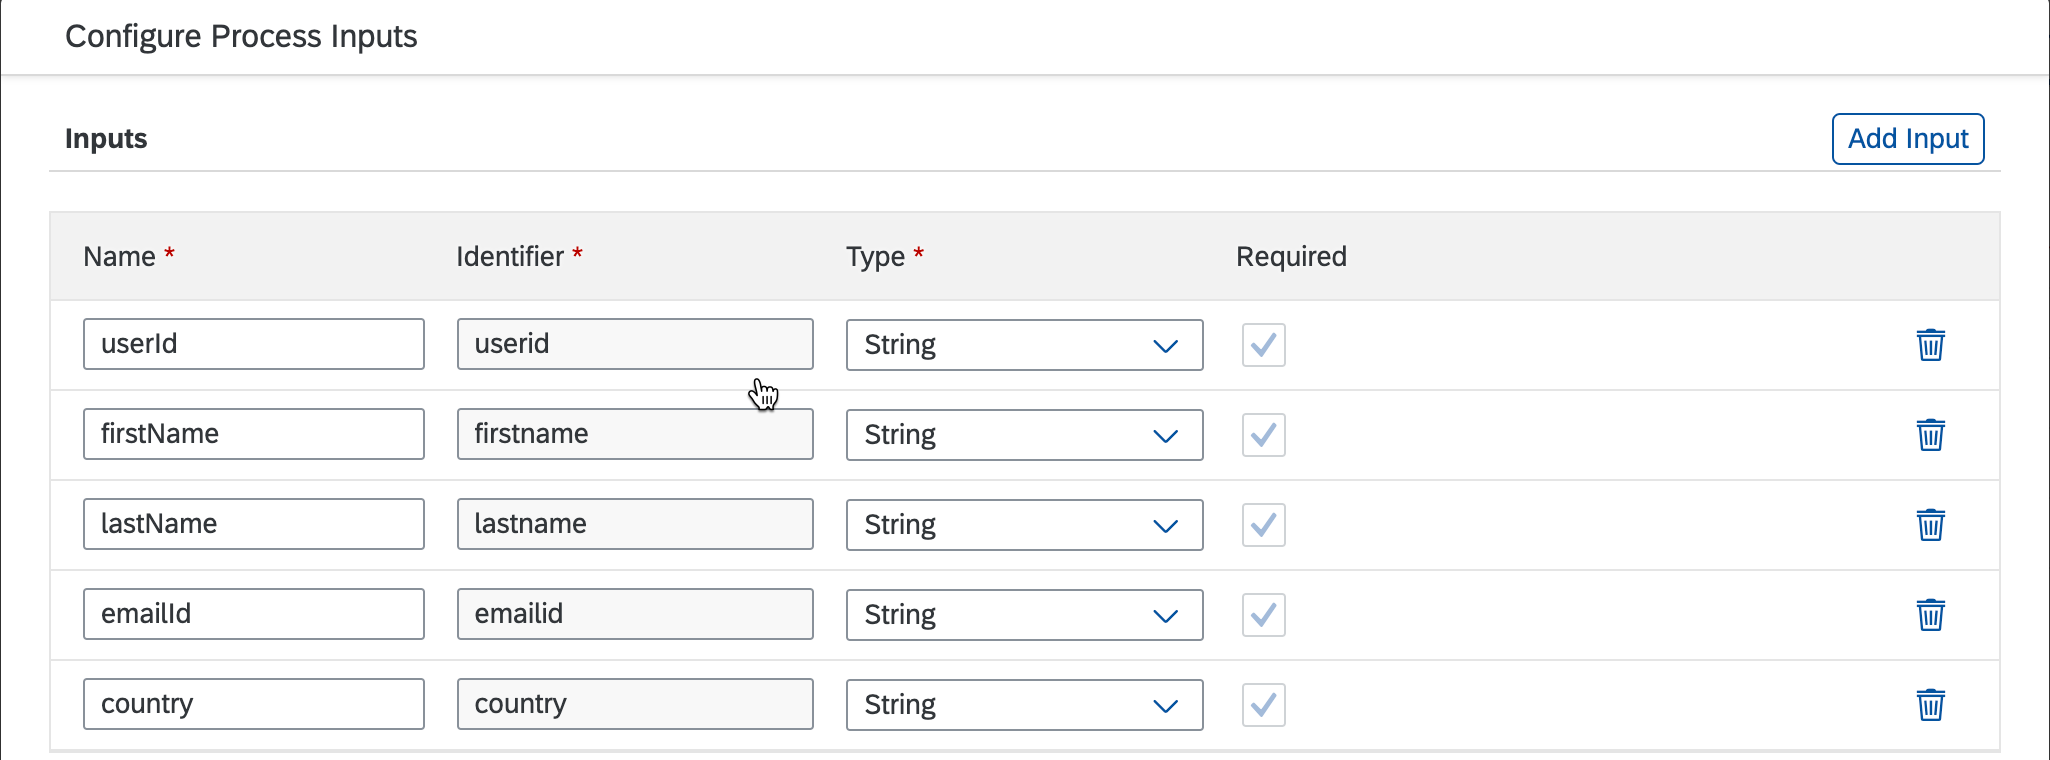 Configure Process Inputs
Inputs Add Input
Name * Identifier * Type * Required
userId userid String
firstName firstname String
lastName lastname String
emailId emailid String
country country String